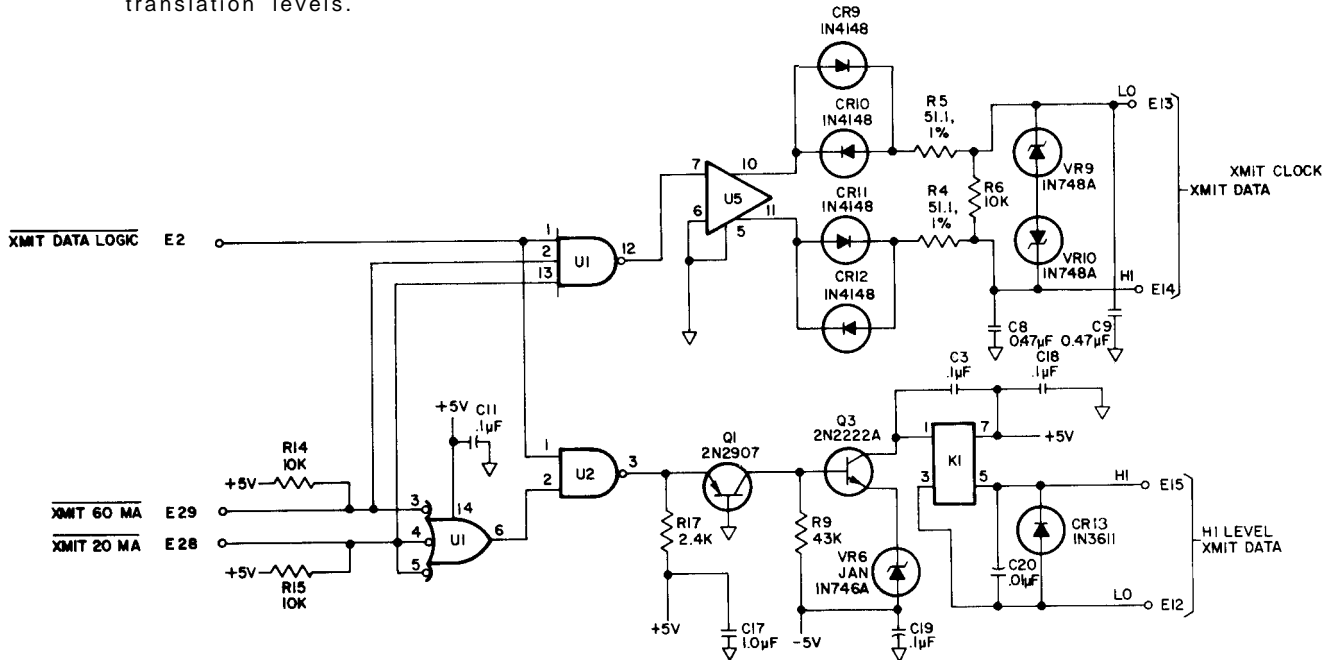 translation levels.
CR9
IN4148
CR10
IN4148
R5
51.1,
1%
LO
E13
7
10
U5
6
11
5
CR11
IN4148
R4
51.1,
1%
R6
10K
VR9
IN748A
XMIT CLOCK
XMIT DATA
XMIT DATA LOGIC E2
1
2
13
U1
12
CR12
IN4148
VR10
IN748A
HI
E14
C8
0.47µF
C9
0.47µF
C3
.1µF
C18
.1µF
+5V
C11
.1µF
Q1
2N2907
Q3
2N2222A
1
7
K1
3
5
+5V
R14
10K
+5V
1
2
U2
3
HI
E15
XMIT 60 MA E29
3
14
4
U1
6
5
R17
2.4K
R9
43K
VR6
JAN
IN746A
CR13
IN3611
HI LEVEL
XMIT DATA
XMIT 20 MA E28
+5V
R15
10K
C20
.01µF
LO
E12
+5V
C17
1.0µF
-5V
C19
.1µF